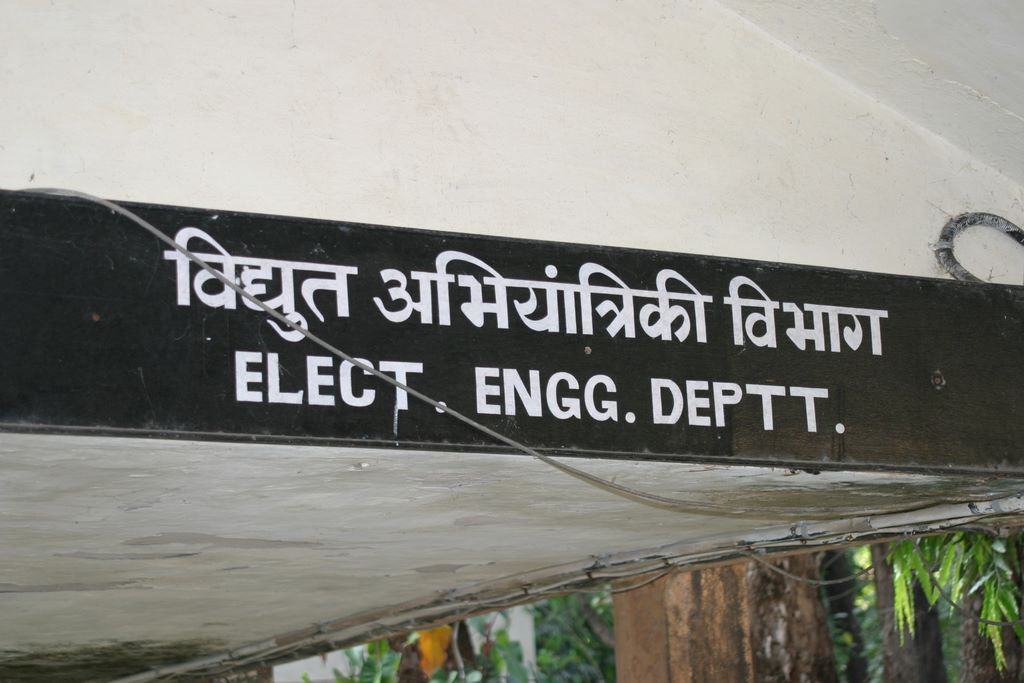 विद्युत अभियांत्रिकी विभाग
ELECT. ENGG. DEPTT.